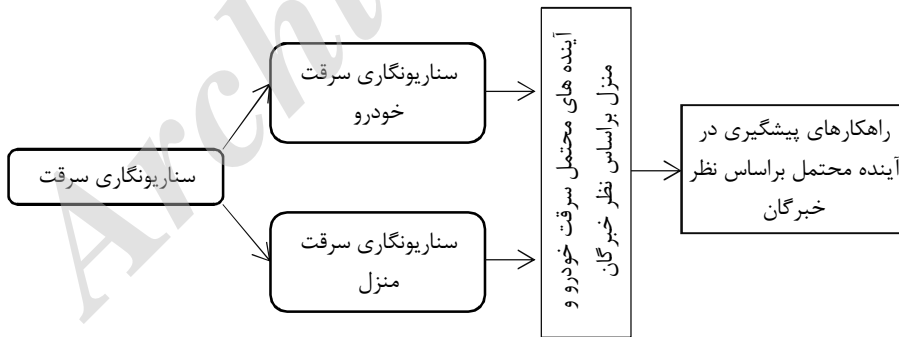 سناریونگاری سرقت
سناریونگاری سرقت
خودرو
سناریونگاری سرقت
منزل
آینده های محتمل سرقت خودرو و
منزل براساس نظر خبرگان
راهکارهای پیشگیری در
آینده محتمل براساس نظر
خبرگان